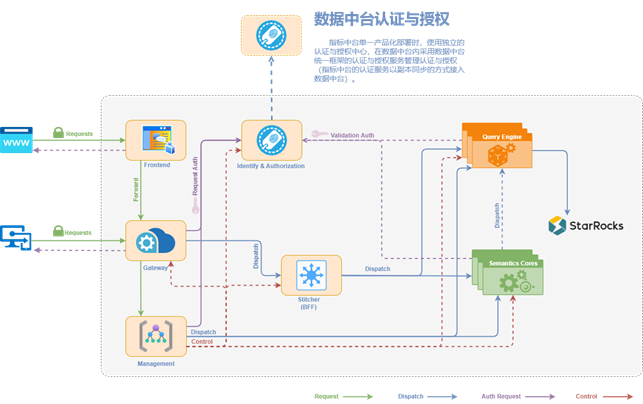 数据中台认证与授权
指标中台单一产品化部署时，使用独立的
认证与授权中心，在数据中台内采用数据中台
统一框架的认证与授权服务管理认证与授权
（指标中台的认证服务以副本同步的方式接入
数据中台）。
WWW
Requests
Frontend
Identify & Authorization
Validation Auth
Query Engine
Forward
Request Auth
Dispatch
StarRocks
Requests
Gateway
Dispatch
Stitcher
(BFF)
Dispatch
Semantics Cores
Management
Dispatch
Control
Request
Dispatch
Auth Request
Control